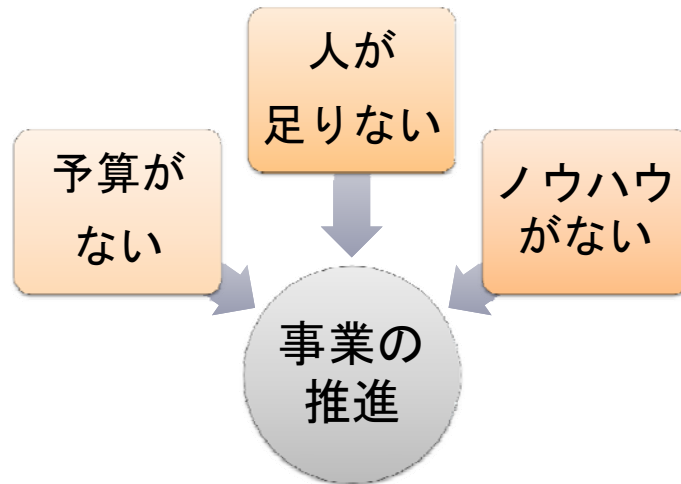 人が
足りない
予算が
ない
ノウハウ
がない
事業の
推進